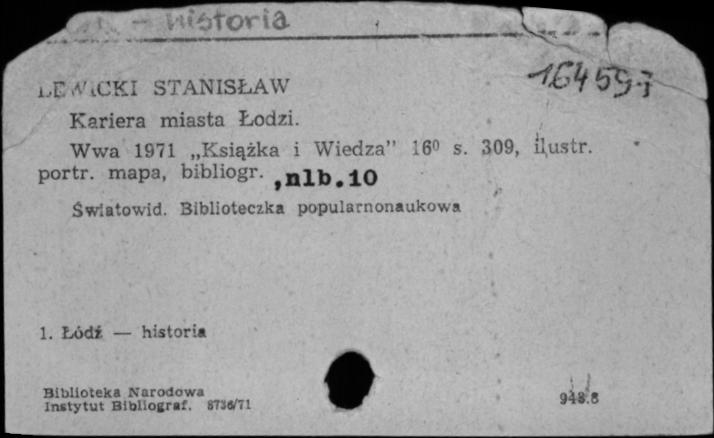 — historia
LEWICKI STANISŁAW
16459
Kariera miasta Łodzi.
Wwa 1971 „Książka i Wiedza” 16⁰ s. 309, ilustr.
portr. mapa, bibliogr. ,nlb.10
Światowid. Biblioteczka popularnonaukowa
1. Łódź — historia
Biblioteka Narodowa
Instytut Bibliograf. 8736/71
943.8